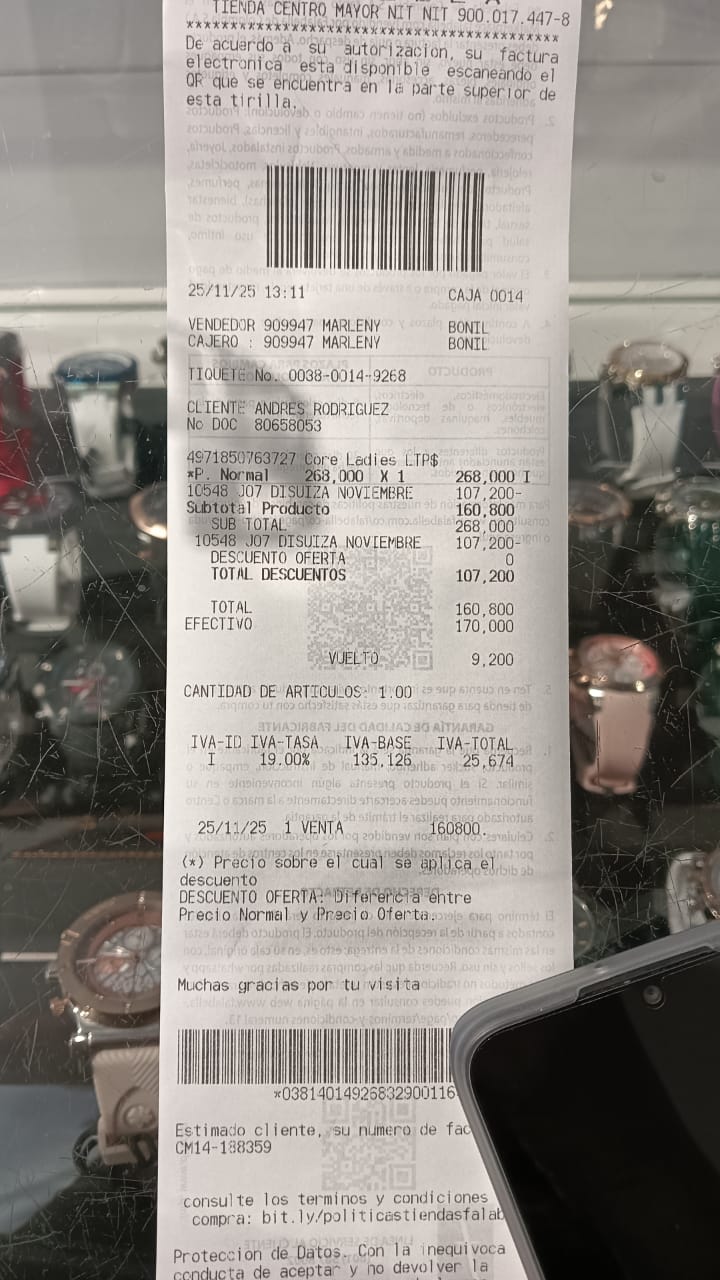 TIENDA CENTRO MAYOR NIT NIT 900.017.447-8
******************************************
De acuerdo a su autorizacion, su factura
electronica esta disponible escaneando el
QR que se encuentra en la parte superior de
esta tirilla.
25/11/25 13:11 CAJA 0014
VENDEDOR 909947 MARLENY BONIL
CAJERO : 909947 MARLENY BONIL
TIQUETE No. 0038-0014-9268
CLIENTE ANDRES RODRIGUEZ
No DOC 80658053
4971850763727 Core Ladies LTP$
*P. Normal 268,000 X 1 268,000 I
10548 J07 DISUIZA NOVIEMBRE 107,200-
Subtotal Producto 160,800
SUB TOTAL 268,000
10548 J07 DISUIZA NOVIEMBRE 107,200-
DESCUENTO OFERTA 0
TOTAL DESCUENTOS 107,200
TOTAL 160,800
EFECTIVO 170,000
VUELTO 9,200
CANTIDAD DE ARTICULOS: 1.00
IVA-ID IVA-TASA IVA-BASE IVA-TOTAL
I 19.00% 135,126 25,674
25/11/25 1 VENTA 160800.
(*) Precio sobre el cual se aplica el
descuento
DESCUENTO OFERTA: Diferencia entre
Precio Normal y Precio Oferta.
Muchas gracias por tu visita
*03814014926832900116
Estimado cliente, su numero de fac
CM14-188359
consulte los terminos y condiciones
compra: bit.ly/politicastiendasfalab
Proteccion de Datos. Con la inequivoca
conducta de aceptar y no devolver la